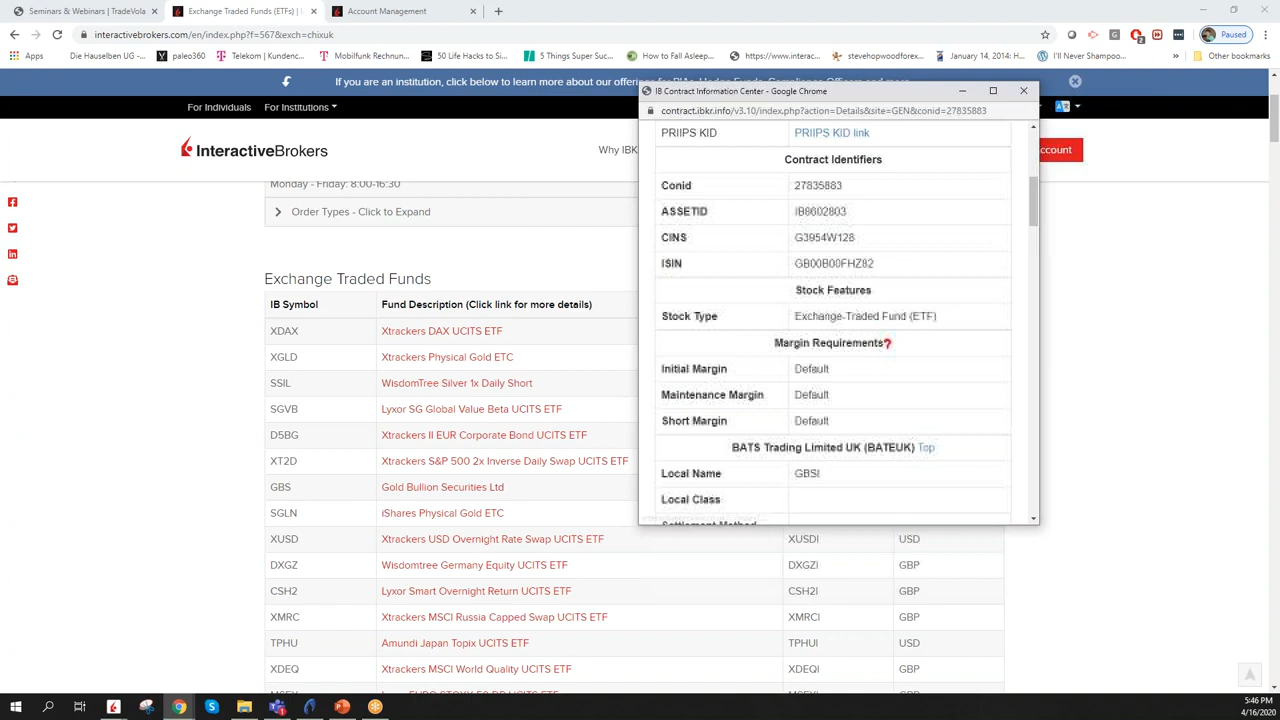 Seminars & Webinars | TradeVola
Exchange Traded Funds (ETFs) |
Account Management
interactivebrokers.com/en/index.php?f=567&exch=chixuk
Paused
Apps
Die Hauselben UG -...
paleo360
Telekom | Kundenc...
Mobilfunk Rechnung...
50 Life Hacks to Si...
5 Things Super Suc...
How to Fall Asleep...
https://www.interac...
stevehopwoodforex...
January 14, 2014: H...
I'll Never Shampoo...
Other bookmarks
If you are an institution, click below to learn more about our offerings for RIAs, Hedge Funds, Compliance Officers and more.
For Individuals
For Institutions
InteractiveBrokers
Why IBK
ccount
Monday - Friday: 8:00-16:30
Order Types - Click to Expand
Exchange Traded Funds
IB Symbol Fund Description (Click link for more details)
XDAX Xtrackers DAX UCITS ETF
XGLD Xtrackers Physical Gold ETC
SSIL WisdomTree Silver 1x Daily Short
SGVB Lyxor SG Global Value Beta UCITS ETF
D5BG Xtrackers II EUR Corporate Bond UCITS ETF
XT2D Xtrackers S&P 500 2x Inverse Daily Swap UCITS ETF
GBS Gold Bullion Securities Ltd
SGLN iShares Physical Gold ETC
XUSD Xtrackers USD Overnight Rate Swap UCITS ETF XUSDl USD
DXGZ Wisdomtree Germany Equity UCITS ETF DXGZl GBP
CSH2 Lyxor Smart Overnight Return UCITS ETF CSH2l GBP
XMRC Xtrackers MSCI Russia Capped Swap UCITS ETF XMRCl GBP
TPHU Amundi Japan Topix UCITS ETF TPHUl USD
XDEQ Xtrackers MSCI World Quality UCITS ETF XDEQl GBP
IB Contract Information Center - Google Chrome
contract.ibkr.info/v3.10/index.php?action=Details&site=GEN&conid=27835883
PRIIPS KID PRIIPS KID link
Contract Identifiers
Conid 27835883
ASSETID IB8602803
CINS G3954W128
ISIN GB00B00FHZ82
Stock Features
Stock Type Exchange-Traded Fund (ETF)
Margin Requirements?
Initial Margin Default
Maintenance Margin Default
Short Margin Default
BATS Trading Limited UK (BATEUK) Top
Local Name GBSl
Local Class
Settlement Method
5:46 PM
4/16/2020